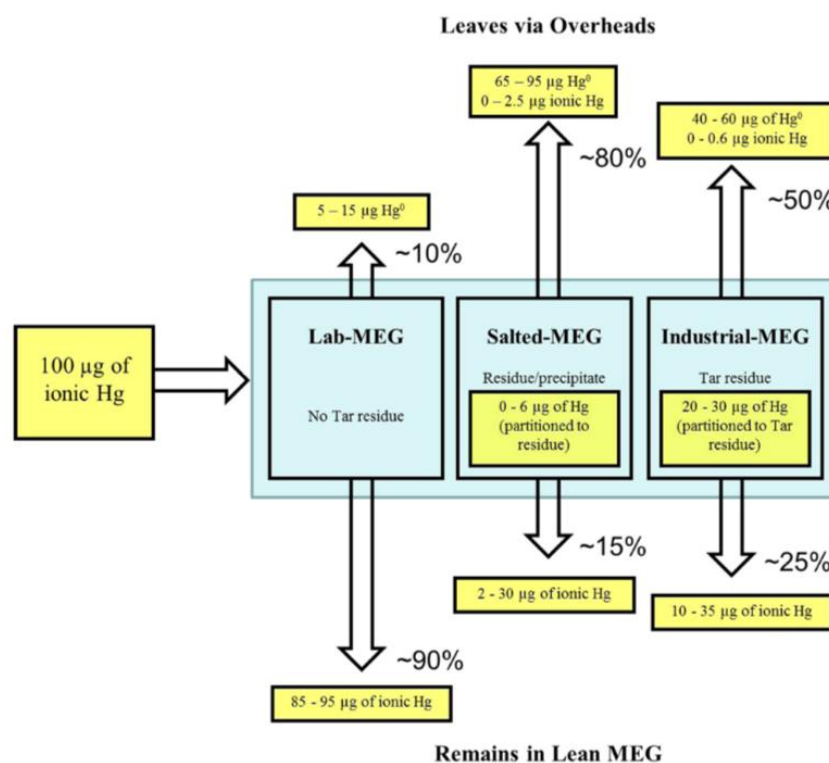 Leaves via Overheads
65 – 95 µg Hg⁰
0 – 2.5 µg ionic Hg
40 - 60 µg of Hg⁰
0 - 0.6 µg ionic Hg
~80%
~50%
5 – 15 µg Hg⁰
~10%
100 µg of
ionic Hg
Lab-MEG
No Tar residue
Salted-MEG
Residue/precipitate
0 - 6 µg of Hg
(partitioned to
residue)
Industrial-MEG
Tar residue
20 - 30 µg of Hg
(partitioned to Tar
residue)
~15%
~25%
2 - 30 µg of ionic Hg
10 - 35 µg of ionic Hg
~90%
85 - 95 µg of ionic Hg
Remains in Lean MEG